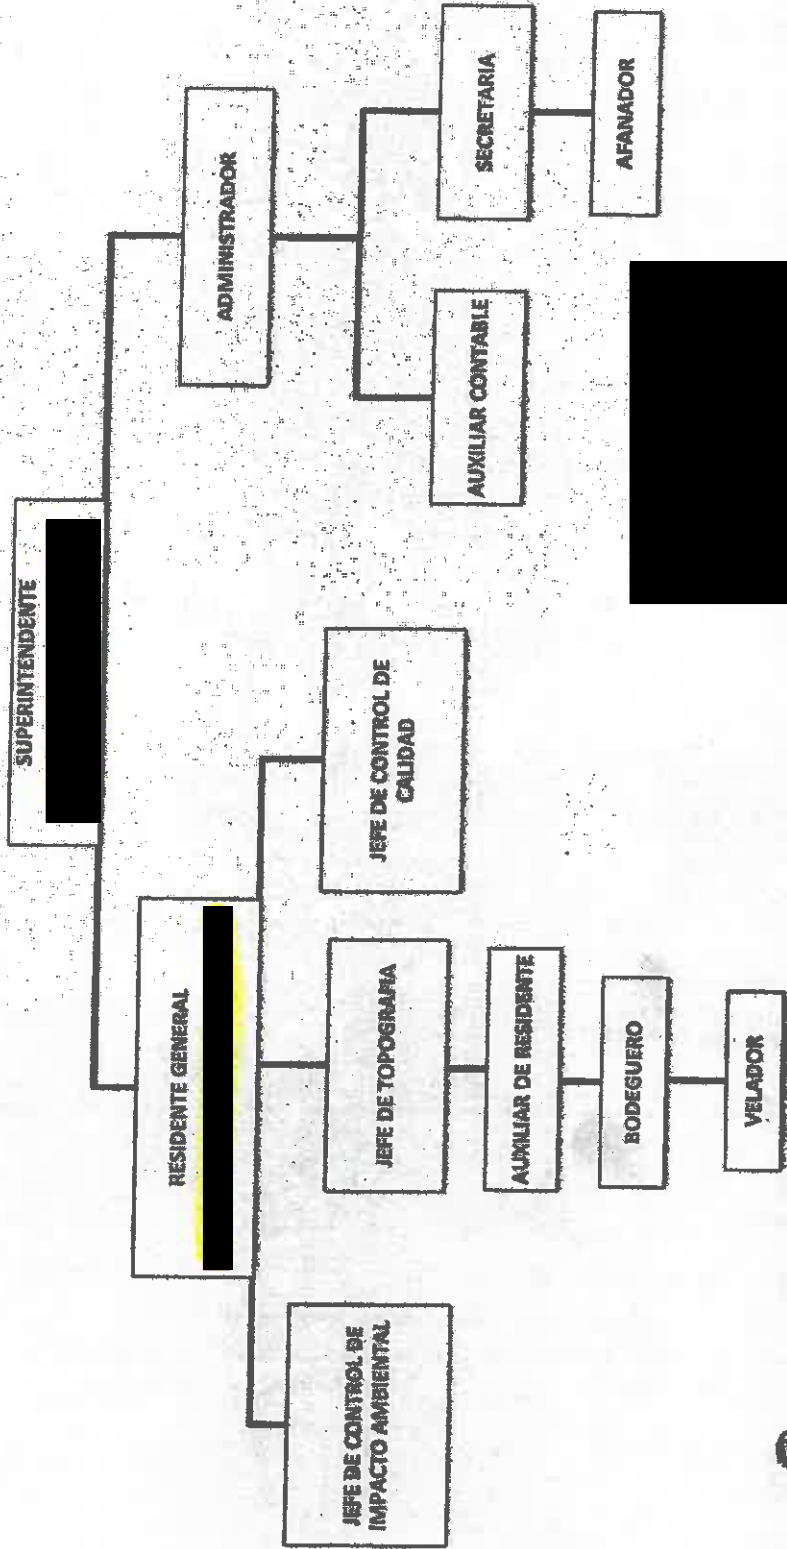 SUPERINTENDENTE
RESIDENTE GENERAL
ADMINISTRADOR
JEFE DE CONTROL DE
IMPACTO AMBIENTAL
JEFE DE TOPOGRAFIA
JEFE DE CONTROL DE
CALIDAD
AUXILIAR CONTABLE
SECRETARIA
AUXILIAR DE RESIDENTE
AFANADOR
BODEGUERO
VELADOR